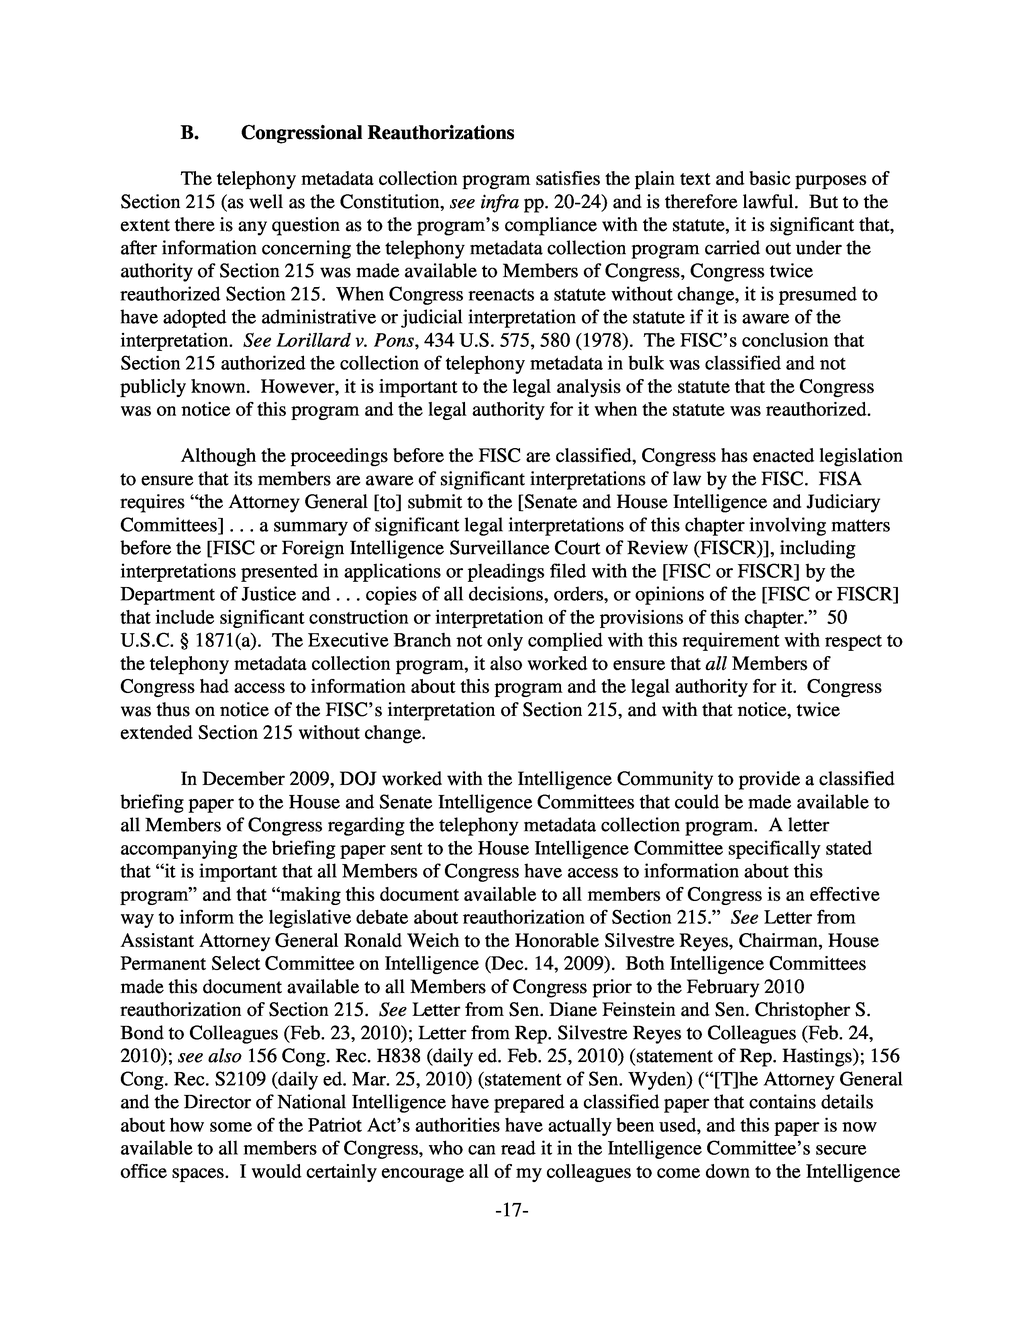 B. Congressional Reauthorizations
The telephony metadata collection program satisfies the plain text and basic purposes of
Section 215 (as well as the Constitution, see infra pp. 20-24) and is therefore lawful. But to the
extent there is any question as to the program’s compliance with the statute, it is significant that,
after information concerning the telephony metadata collection program carried out under the
authority of Section 215 was made available to Members of Congress, Congress twice
reauthorized Section 215. When Congress reenacts a statute without change, it is presumed to
have adopted the administrative or judicial interpretation of the statute if it is aware of the
interpretation. See Lorillard v. Pons, 434 U.S. 575, 580 (1978). The FISC’s conclusion that
Section 215 authorized the collection of telephony metadata in bulk was classified and not
publicly known. However, it is important to the legal analysis of the statute that the Congress
was on notice of this program and the legal authority for it when the statute was reauthorized.
Although the proceedings before the FISC are classified, Congress has enacted legislation
to ensure that its members are aware of significant interpretations of law by the FISC. FISA
requires “the Attorney General [to] submit to the [Senate and House Intelligence and Judiciary
Committees] . . . a summary of significant legal interpretations of this chapter involving matters
before the [FISC or Foreign Intelligence Surveillance Court of Review (FISCR)], including
interpretations presented in applications or pleadings filed with the [FISC or FISCR] by the
Department of Justice and . . . copies of all decisions, orders, or opinions of the [FISC or FISCR]
that include significant construction or interpretation of the provisions of this chapter.” 50
U.S.C. § 1871(a). The Executive Branch not only complied with this requirement with respect to
the telephony metadata collection program, it also worked to ensure that all Members of
Congress had access to information about this program and the legal authority for it. Congress
was thus on notice of the FISC’s interpretation of Section 215, and with that notice, twice
extended Section 215 without change.
In December 2009, DOJ worked with the Intelligence Community to provide a classified
briefing paper to the House and Senate Intelligence Committees that could be made available to
all Members of Congress regarding the telephony metadata collection program. A letter
accompanying the briefing paper sent to the House Intelligence Committee specifically stated
that “it is important that all Members of Congress have access to information about this
program” and that “making this document available to all members of Congress is an effective
way to inform the legislative debate about reauthorization of Section 215.” See Letter from
Assistant Attorney General Ronald Weich to the Honorable Silvestre Reyes, Chairman, House
Permanent Select Committee on Intelligence (Dec. 14, 2009). Both Intelligence Committees
made this document available to all Members of Congress prior to the February 2010
reauthorization of Section 215. See Letter from Sen. Diane Feinstein and Sen. Christopher S.
Bond to Colleagues (Feb. 23, 2010); Letter from Rep. Silvestre Reyes to Colleagues (Feb. 24,
2010); see also 156 Cong. Rec. H838 (daily ed. Feb. 25, 2010) (statement of Rep. Hastings); 156
Cong. Rec. S2109 (daily ed. Mar. 25, 2010) (statement of Sen. Wyden) (“[T]he Attorney General
and the Director of National Intelligence have prepared a classified paper that contains details
about how some of the Patriot Act’s authorities have actually been used, and this paper is now
available to all members of Congress, who can read it in the Intelligence Committee’s secure
office spaces. I would certainly encourage all of my colleagues to come down to the Intelligence
-17-